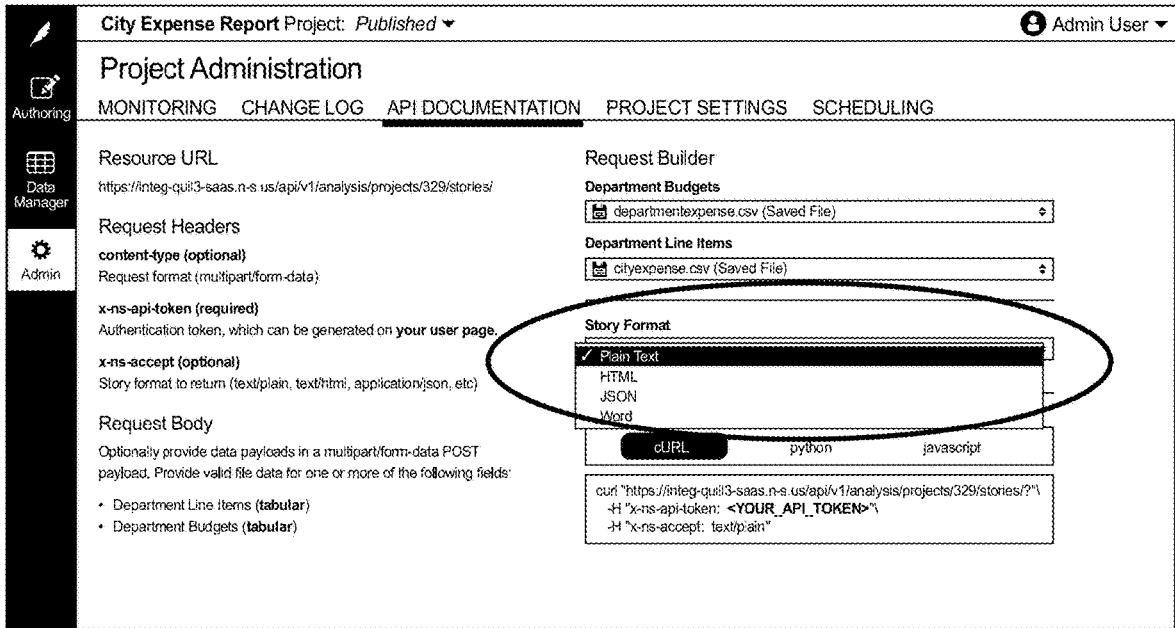 City Expense Report Project: Published
Admin User
Authoring
Data
Manager
Admin
Project Administration
MONITORING CHANGE LOG API DOCUMENTATION PROJECT SETTINGS SCHEDULING
Resource URL
https://integ-quill3-saas.n-s.us/api/v1/analysis/projects/329/stories/
Request Headers
content-type (optional)
Request format (multipart/form-data)
x-ns-api-token (required)
Authentication token, which can be generated on your user page.
x-ns-accept (optional)
Story format to return (text/plain, text/html, application/json, etc)
Request Body
Optionally provide data payloads in a multipart/form-data POST
payload. Provide valid file data for one or more of the following fields:
• Department Line Items (tabular)
• Department Budgets (tabular)
Request Builder
Department Budgets
departmentexpense.csv (Saved File)
Department Line Items
cityexpense.csv (Saved File)
Story Format
✓ Plain Text
HTML
JSON
Word
cURL python javascript
curl "https://integ-quill3-saas.n-s.us/api/v1/analysis/projects/329/stories/?"\
-H "x-ns-api-token: <YOUR_API_TOKEN>"\
-H "x-ns-accept: text/plain"